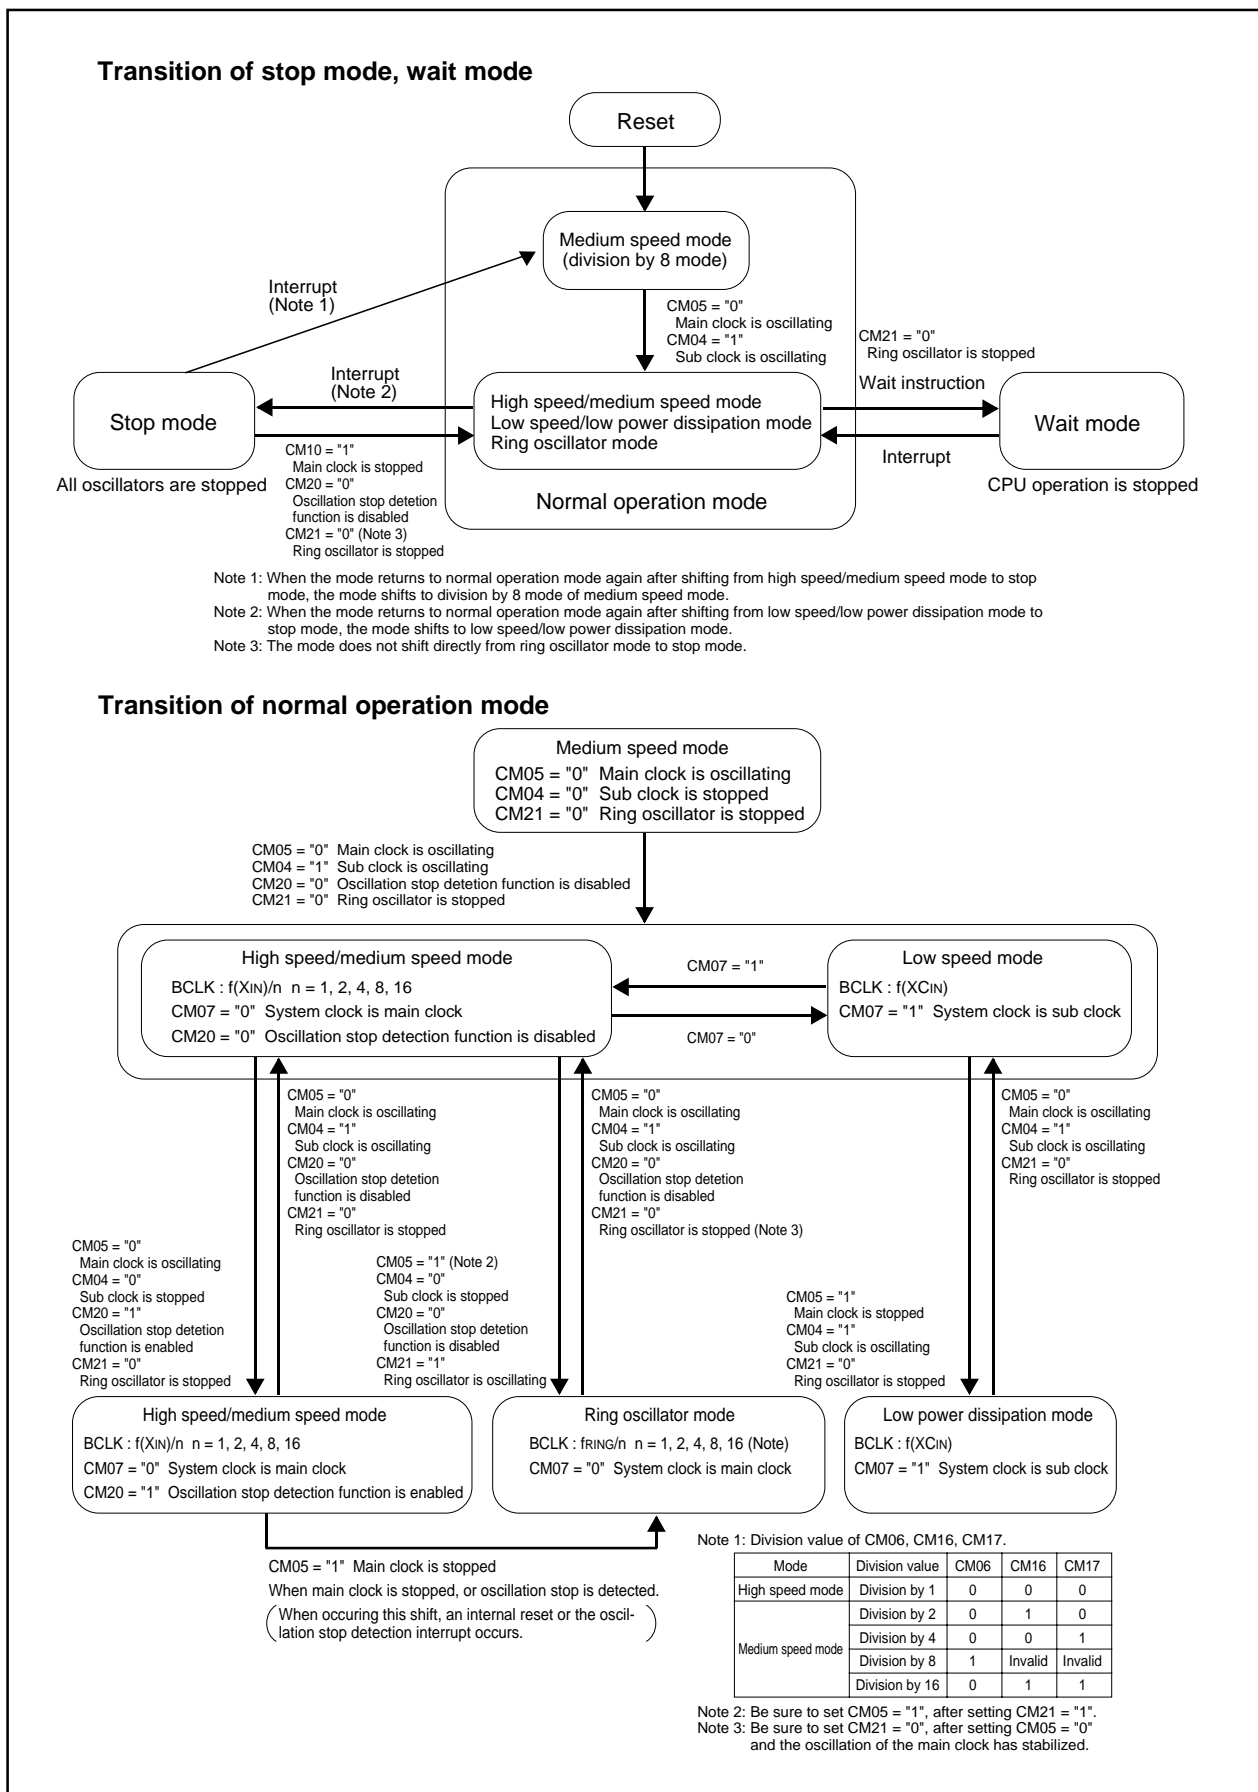 Transition of stop mode, wait mode
Reset
Medium speed mode
(division by 8 mode)
Interrupt
(Note 1)
CM05 = "0"
Main clock is oscillating
CM04 = "1"
Sub clock is oscillating
CM21 = "0"
Ring oscillator is stopped
Interrupt
(Note 2)
Wait instruction
Stop mode
High speed/medium speed mode
Low speed/low power dissipation mode
Ring oscillator mode
Wait mode
Interrupt
CM10 = "1"
Main clock is stopped
CM20 = "0"
Oscillation stop detetion
function is disabled
CM21 = "0" (Note 3)
Ring oscillator is stopped
All oscillators are stopped
Normal operation mode
CPU operation is stopped
Note 1: When the mode returns to normal operation mode again after shifting from high speed/medium speed mode to stop
mode, the mode shifts to division by 8 mode of medium speed mode.
Note 2: When the mode returns to normal operation mode again after shifting from low speed/low power dissipation mode to
stop mode, the mode shifts to low speed/low power dissipation mode.
Note 3: The mode does not shift directly from ring oscillator mode to stop mode.
Transition of normal operation mode
Medium speed mode
CM05 = "0" Main clock is oscillating
CM04 = "0" Sub clock is stopped
CM21 = "0" Ring oscillator is stopped
CM05 = "0" Main clock is oscillating
CM04 = "1" Sub clock is oscillating
CM20 = "0" Oscillation stop detetion function is disabled
CM21 = "0" Ring oscillator is stopped
High speed/medium speed mode
BCLK : f(XIN)/n n = 1, 2, 4, 8, 16
CM07 = "0" System clock is main clock
CM20 = "0" Oscillation stop detection function is disabled
CM07 = "1"
CM07 = "0"
Low speed mode
BCLK : f(XCIN)
CM07 = "1" System clock is sub clock
CM05 = "0"
Main clock is oscillating
CM04 = "1"
Sub clock is oscillating
CM20 = "0"
Oscillation stop detetion
function is disabled
CM21 = "0"
Ring oscillator is stopped
CM05 = "0"
Main clock is oscillating
CM04 = "1"
Sub clock is oscillating
CM20 = "0"
Oscillation stop detetion
function is disabled
CM21 = "0"
Ring oscillator is stopped (Note 3)
CM05 = "0"
Main clock is oscillating
CM04 = "1"
Sub clock is oscillating
CM21 = "0"
Ring oscillator is stopped
CM05 = "0"
Main clock is oscillating
CM04 = "0"
Sub clock is stopped
CM20 = "1"
Oscillation stop detetion
function is enabled
CM21 = "0"
Ring oscillator is stopped
CM05 = "1" (Note 2)
CM04 = "0"
Sub clock is stopped
CM20 = "0"
Oscillation stop detetion
function is disabled
CM21 = "1"
Ring oscillator is oscillating
CM05 = "1"
Main clock is stopped
CM04 = "1"
Sub clock is oscillating
CM21 = "0"
Ring oscillator is stopped
High speed/medium speed mode
BCLK : f(XIN)/n n = 1, 2, 4, 8, 16
CM07 = "0" System clock is main clock
CM20 = "1" Oscillation stop detection function is enabled
Ring oscillator mode
BCLK : fRING/n n = 1, 2, 4, 8, 16 (Note)
CM07 = "0" System clock is main clock
Low power dissipation mode
BCLK : f(XCIN)
CM07 = "1" System clock is sub clock
CM05 = "1" Main clock is stopped
When main clock is stopped, or oscillation stop is detected.
(When occuring this shift, an internal reset or the oscil-
lation stop detection interrupt occurs.)
Note 1: Division value of CM06, CM16, CM17.
Mode Division value CM06 CM16 CM17
High speed mode Division by 1 0 0 0
Medium speed mode Division by 2 0 1 0
Division by 4 0 0 1
Division by 8 1 Invalid Invalid
Division by 16 0 1 1
Note 2: Be sure to set CM05 = "1", after setting CM21 = "1".
Note 3: Be sure to set CM21 = "0", after setting CM05 = "0"
and the oscillation of the main clock has stabilized.